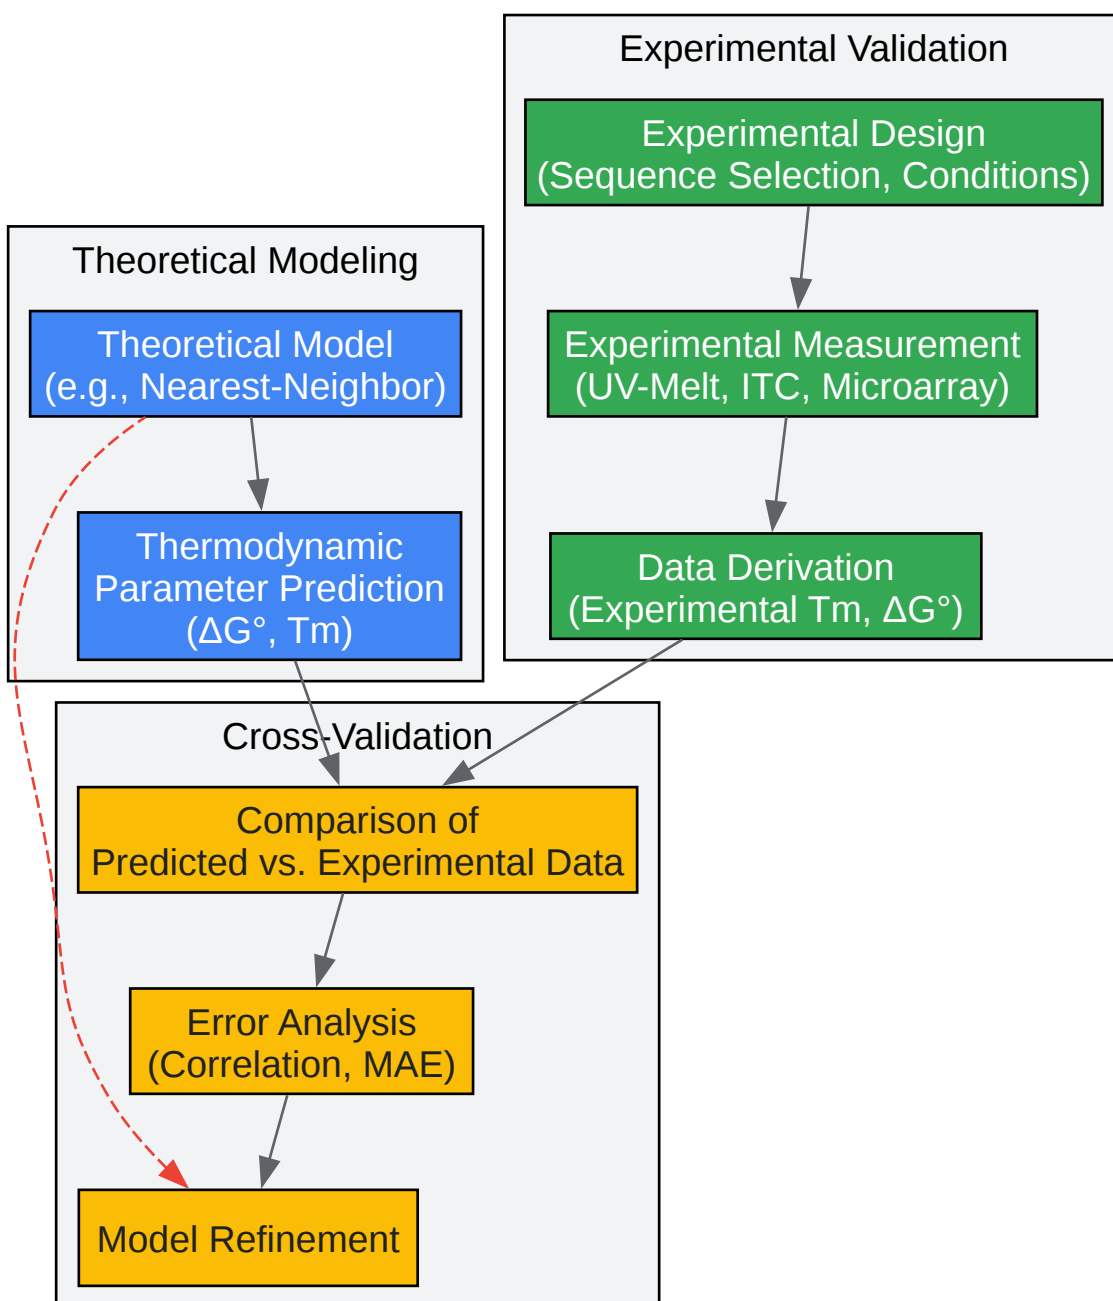 Experimental Validation
Experimental Design
(Sequence Selection, Conditions)
Experimental Measurement
(UV-Melt, ITC, Microarray)
Data Derivation
(Experimental Tm, ΔG°)
Theoretical Modeling
Theoretical Model
(e.g., Nearest-Neighbor)
Thermodynamic
Parameter Prediction
(ΔG°, Tm)
Cross-Validation
Comparison of
Predicted vs. Experimental Data
Error Analysis
(Correlation, MAE)
Model Refinement